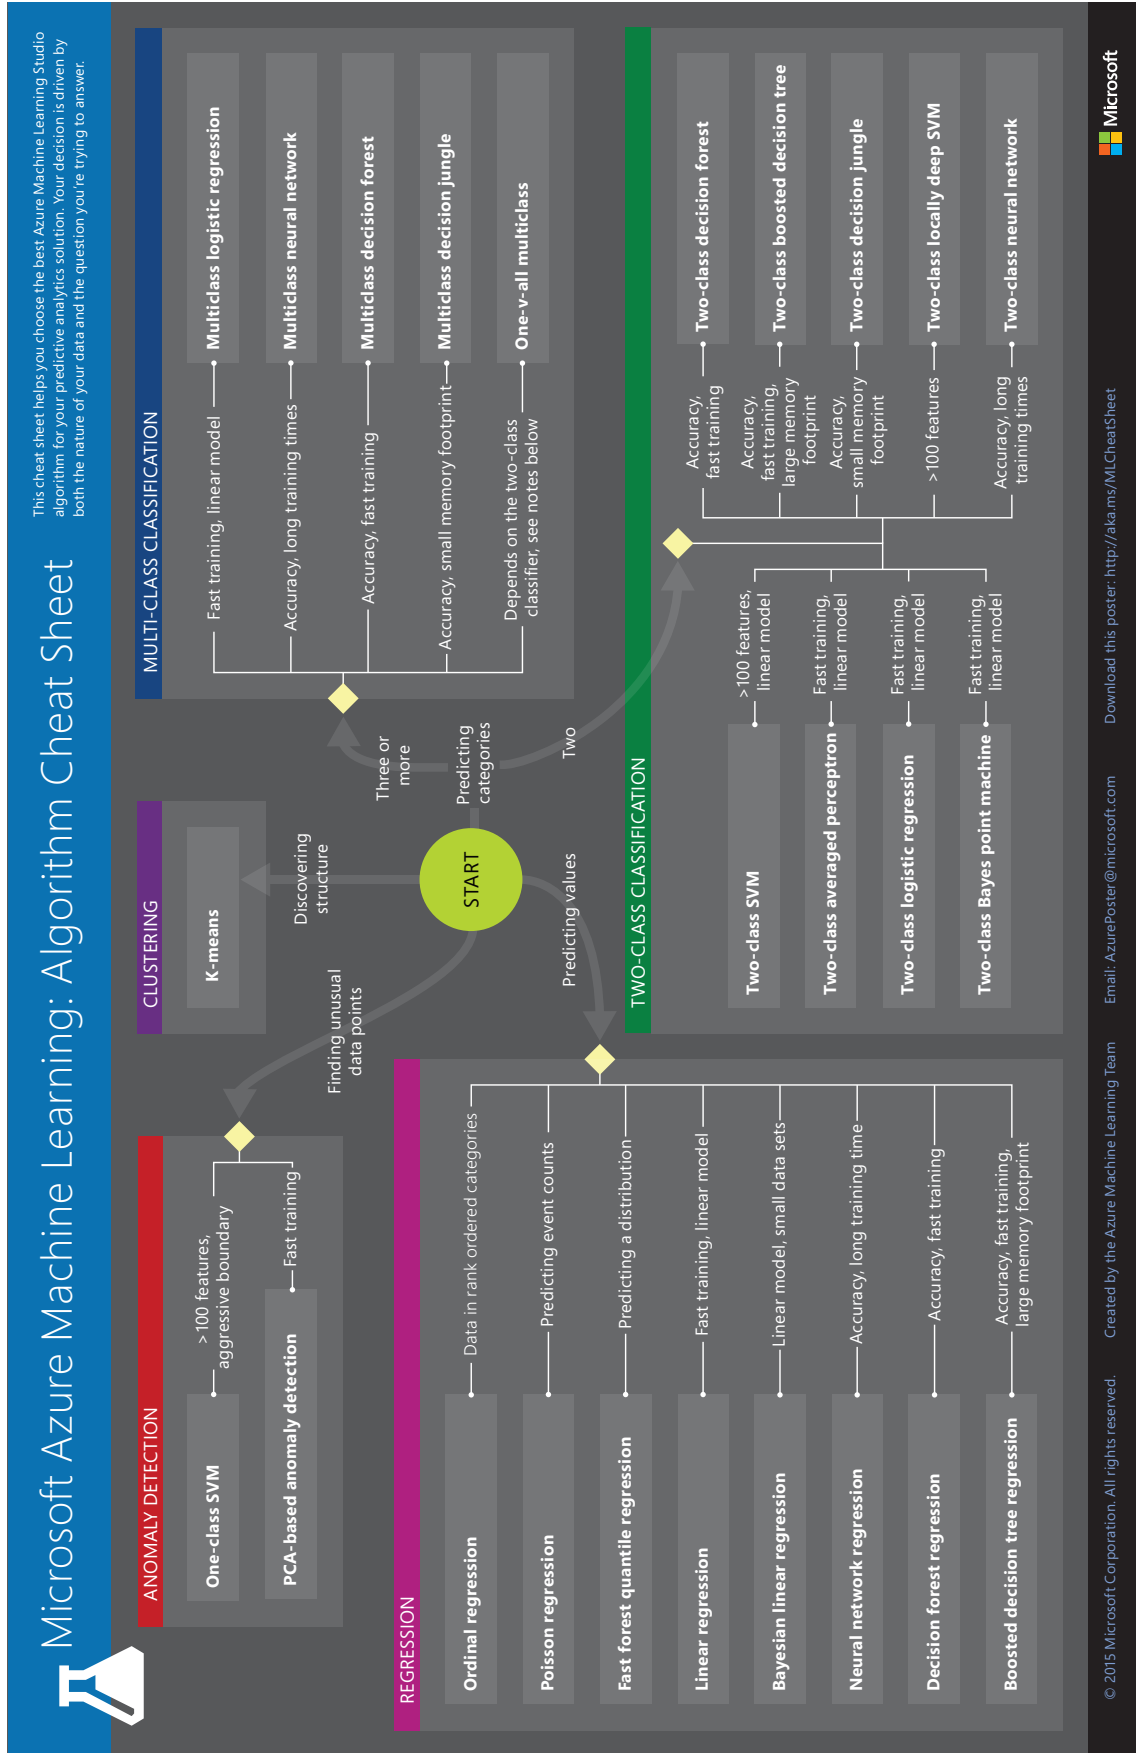 Microsoft Azure Machine Learning: Algorithm Cheat Sheet
This cheat sheet helps you choose the best Azure Machine Learning Studio
algorithm for your predictive analytics solution. Your decision is driven by
both the nature of your data and the question you're trying to answer.
ANOMALY DETECTION
One-class SVM
>100 features,
aggressive boundary
PCA-based anomaly detection
Fast training
CLUSTERING
K-means
MULTI-CLASS CLASSIFICATION
Fast training, linear model
Multiclass logistic regression
Accuracy, long training times
Multiclass neural network
Accuracy, fast training
Multiclass decision forest
Accuracy, small memory footprint
Multiclass decision jungle
Depends on the two-class
classifier, see notes below
One-v-all multiclass
Finding unusual
data points
Discovering
structure
START
Three or
more
Predicting
categories
Two
Predicting values
REGRESSION
Ordinal regression
Data in rank ordered categories
Poisson regression
Predicting event counts
Fast forest quantile regression
Predicting a distribution
Linear regression
Fast training, linear model
Bayesian linear regression
Linear model, small data sets
Neural network regression
Accuracy, long training time
Decision forest regression
Accuracy, fast training
Boosted decision tree regression
Accuracy, fast training,
large memory footprint
TWO-CLASS CLASSIFICATION
Two-class SVM
>100 features,
linear model
Two-class averaged perceptron
Fast training,
linear model
Two-class logistic regression
Fast training,
linear model
Two-class Bayes point machine
Fast training,
linear model
Accuracy,
fast training
Two-class decision forest
Accuracy,
fast training,
large memory
footprint
Two-class boosted decision tree
Accuracy,
small memory
footprint
Two-class decision jungle
>100 features
Two-class locally deep SVM
Accuracy, long
training times
Two-class neural network
© 2015 Microsoft Corporation. All rights reserved.
Created by the Azure Machine Learning Team
Email: AzurePoster@microsoft.com
Download this poster: http://aka.ms/MLCheatSheet
Microsoft